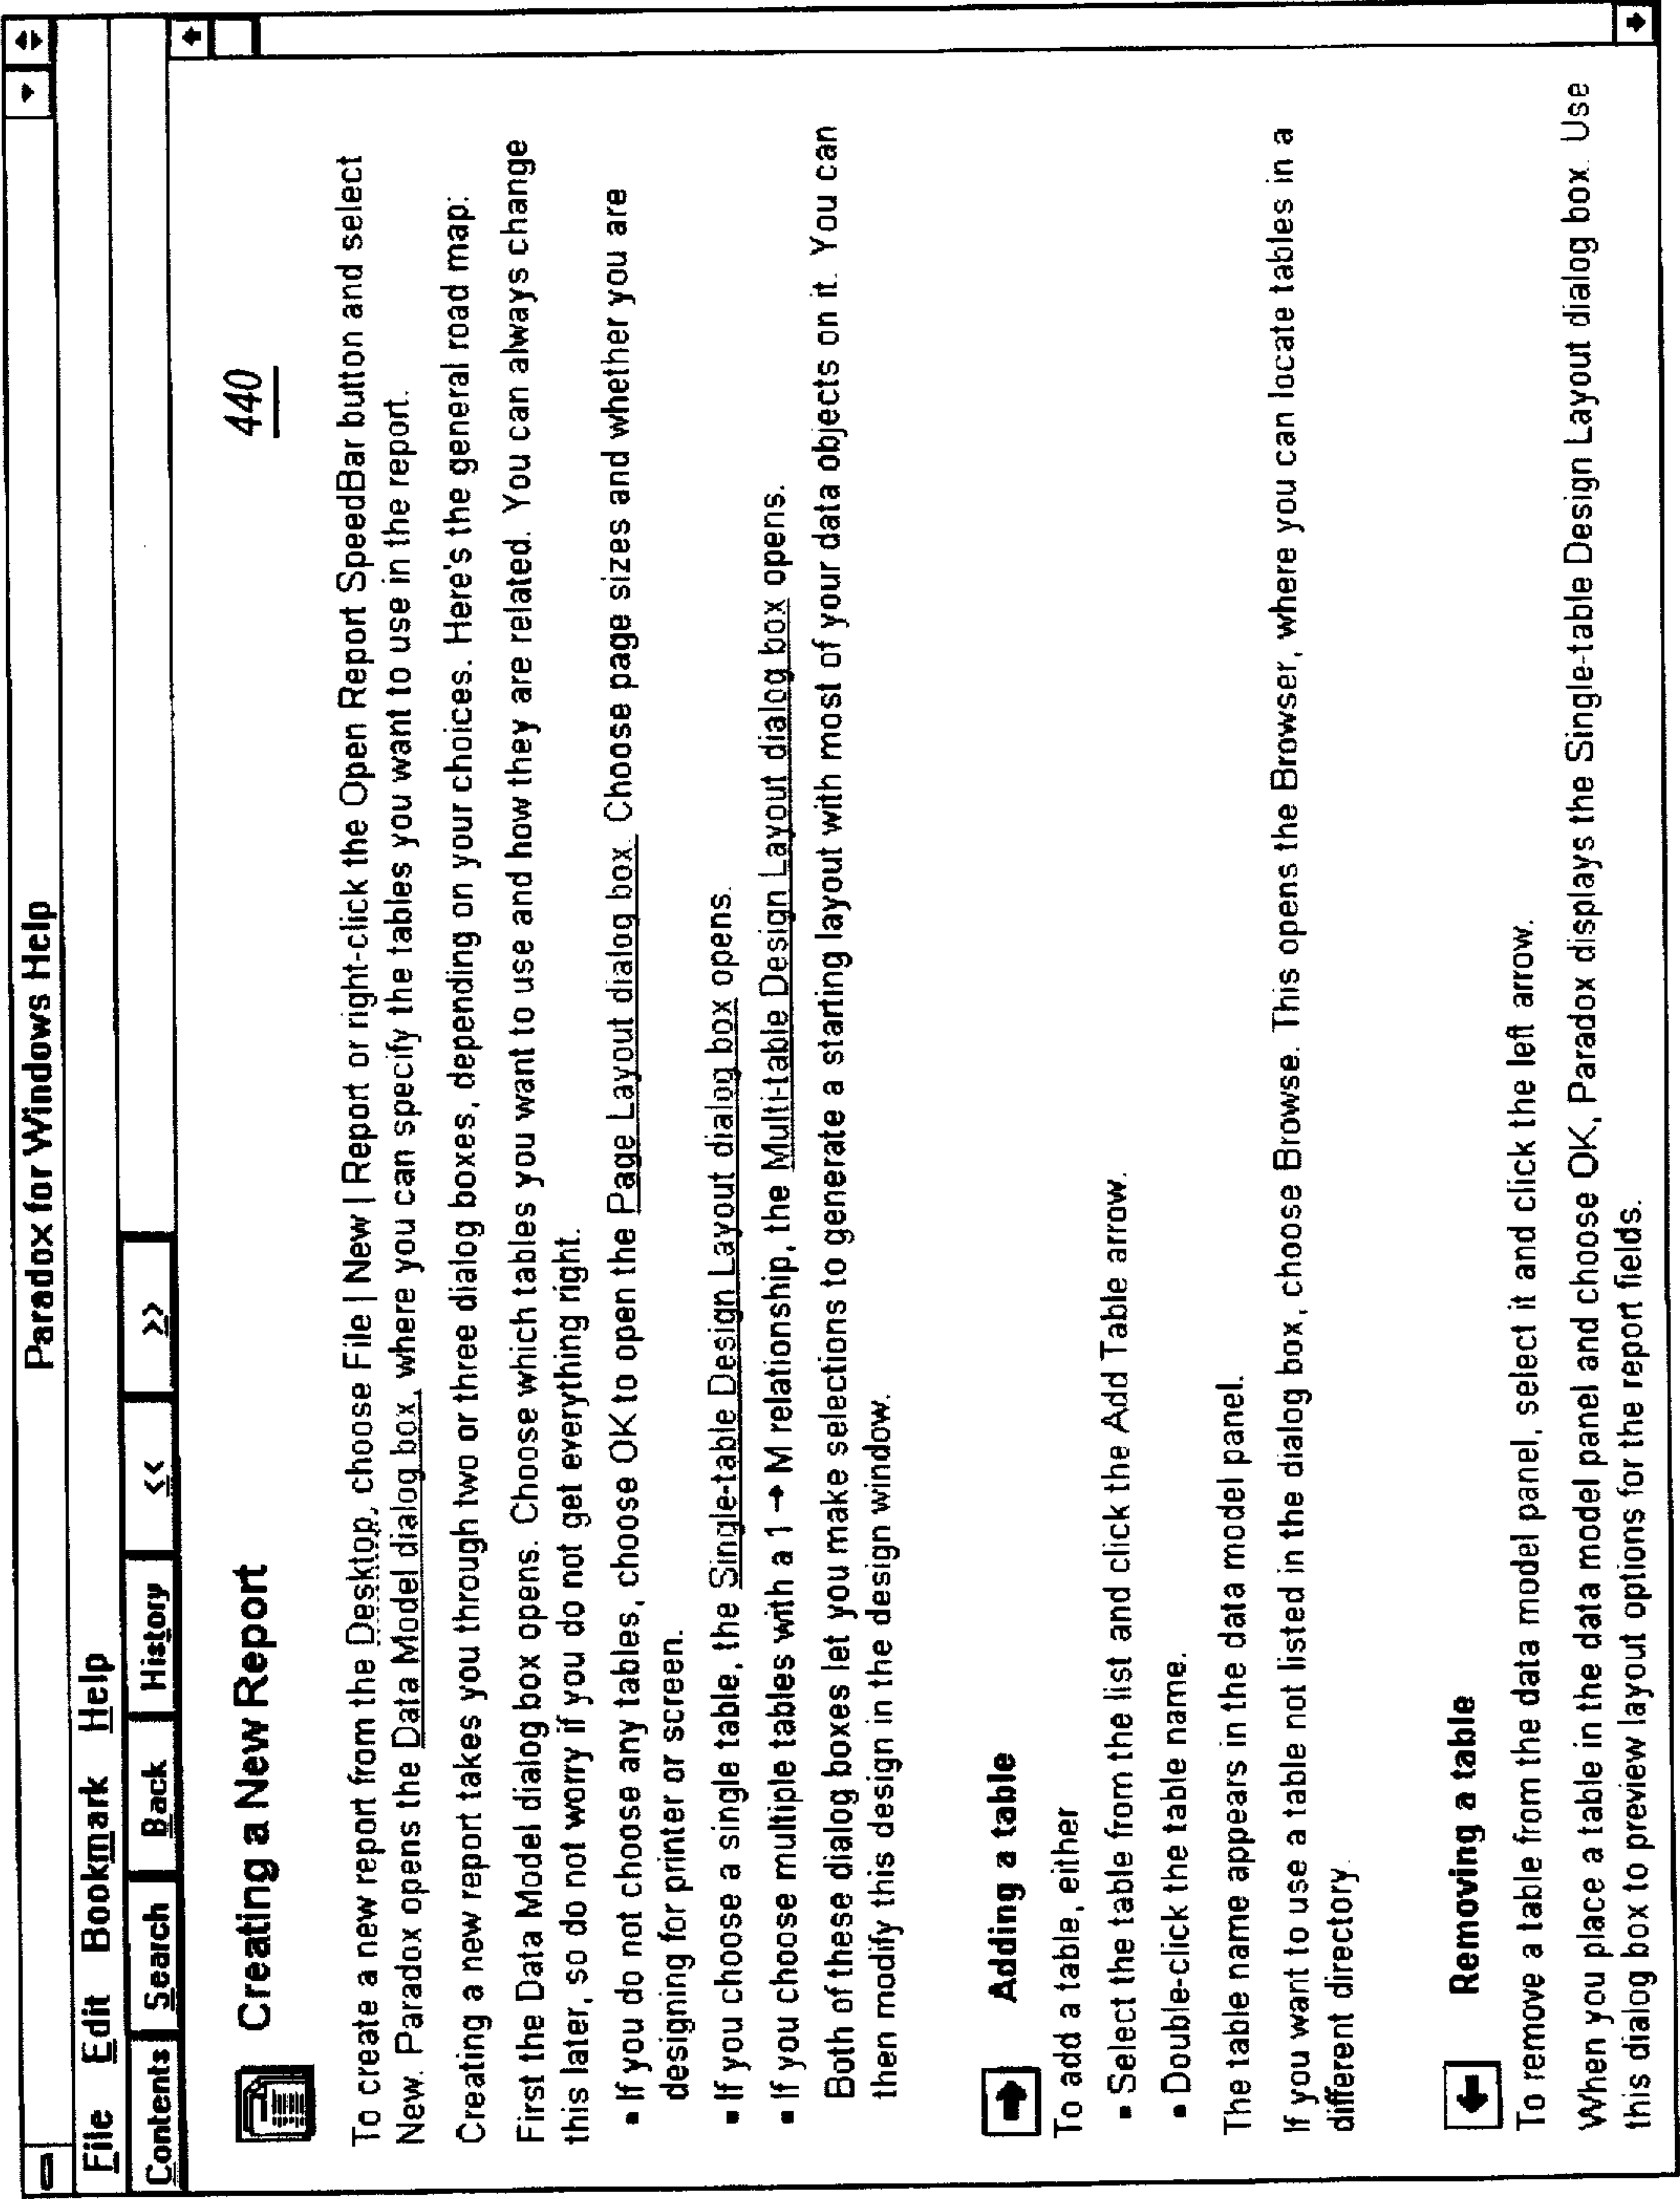 Paradox for Windows Help
File Edit Bookmark Help
Contents Search Back History << >>
Creating a New Report
440
To create a new report from the Desktop, choose File | New | Report or right-click the Open Report SpeedBar button and select
New. Paradox opens the Data Model dialog box, where you can specify the tables you want to use in the report.
Creating a new report takes you through two or three dialog boxes, depending on your choices. Here's the general road map:
First the Data Model dialog box opens. Choose which tables you want to use and how they are related. You can always change
this later, so do not worry if you do not get everything right.
▪ If you do not choose any tables, choose OK to open the Page Layout dialog box. Choose page sizes and whether you are
designing for printer or screen.
▪ If you choose a single table, the Single-table Design Layout dialog box opens.
▪ If you choose multiple tables with a 1 → M relationship, the Multi-table Design Layout dialog box opens.
Both of these dialog boxes let you make selections to generate a starting layout with most of your data objects on it. You can
then modify this design in the design window.
Adding a table
To add a table, either
▪ Select the table from the list and click the Add Table arrow.
▪ Double-click the table name.
The table name appears in the data model panel.
If you want to use a table not listed in the dialog box, choose Browse. This opens the Browser, where you can locate tables in a
different directory.
Removing a table
To remove a table from the data model panel, select it and click the left arrow.
When you place a table in the data model panel and choose OK, Paradox displays the Single-table Design Layout dialog box. Use
this dialog box to preview layout options for the report fields.